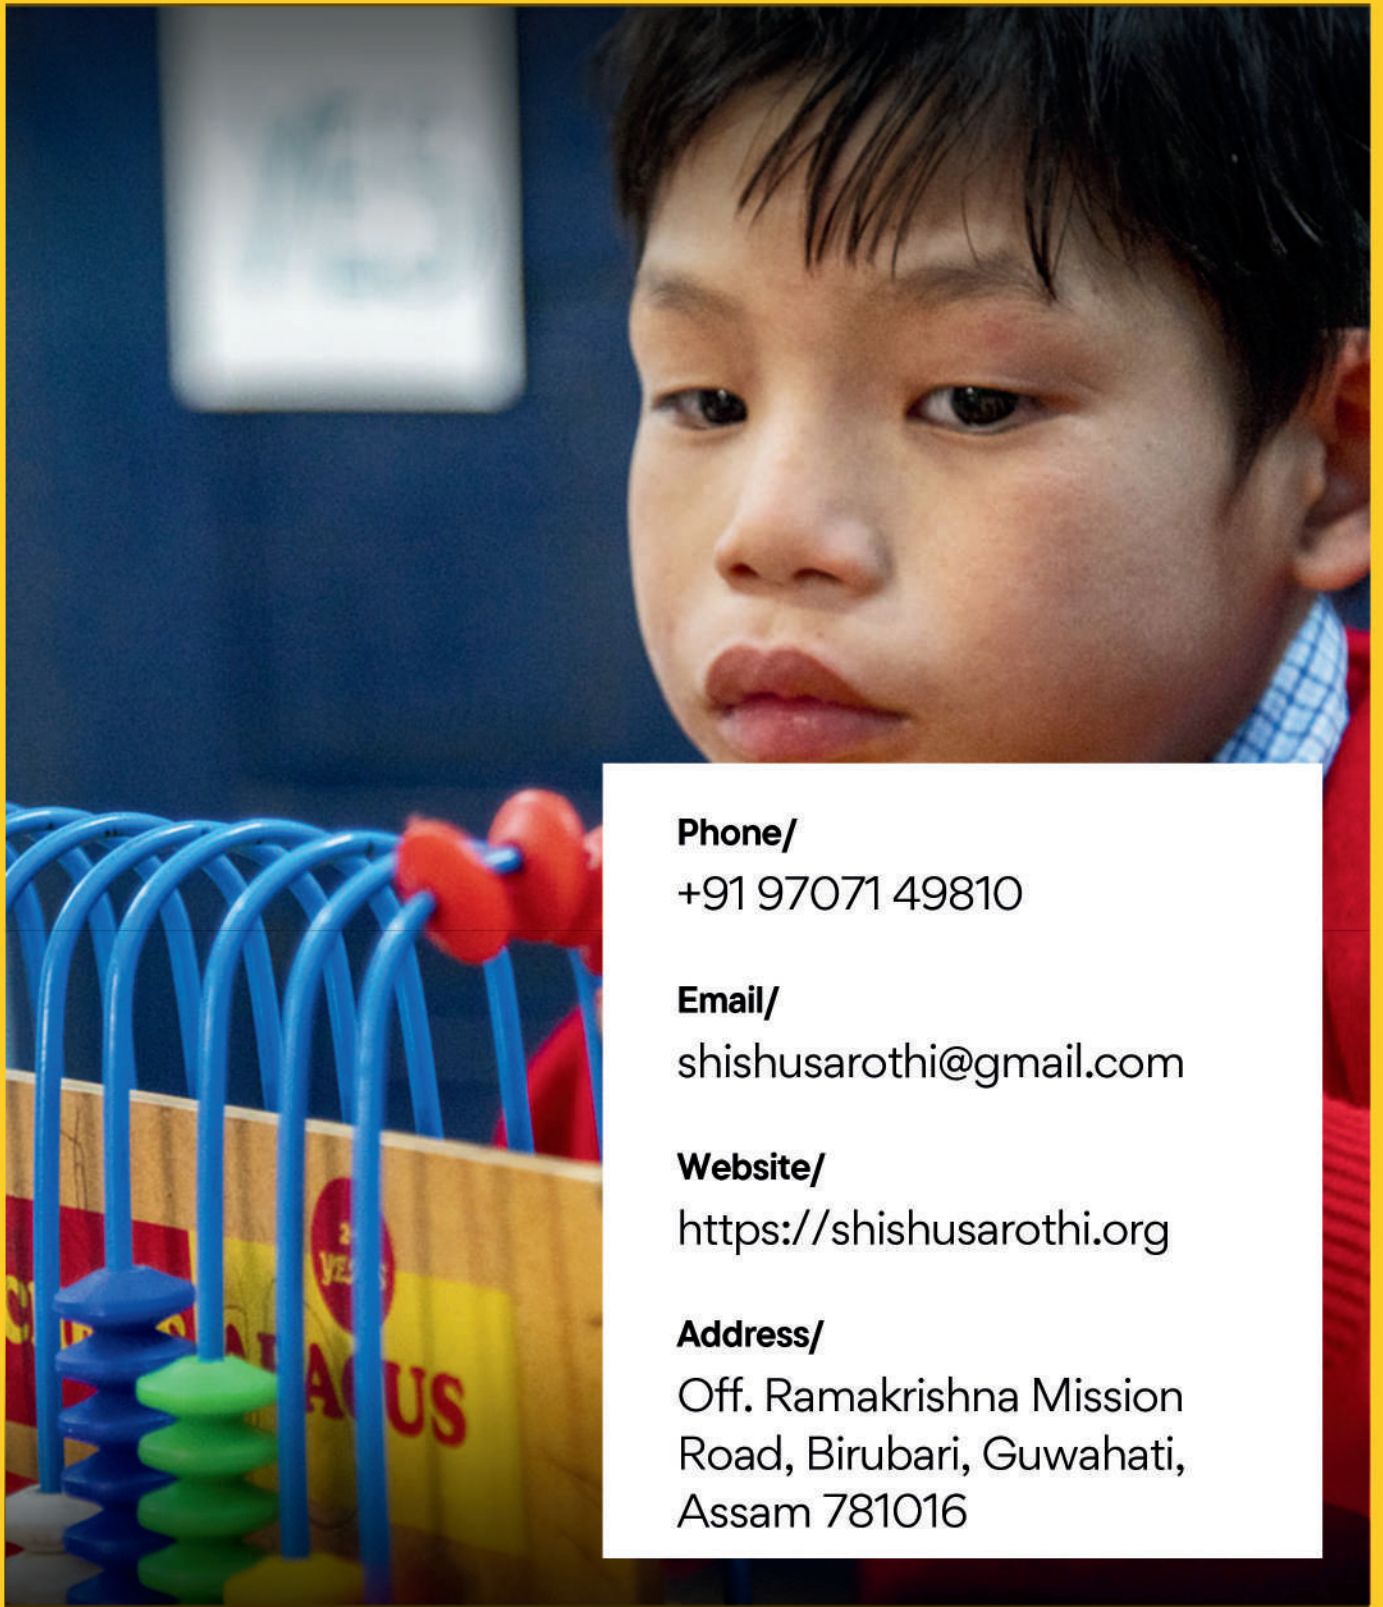 Phone/
+91 97071 49810
Email/
shishusarothi@gmail.com
Website/
https://shishusarothi.org
Address/
Off. Ramakrishna Mission
Road, Birubari, Guwahati,
Assam 781016